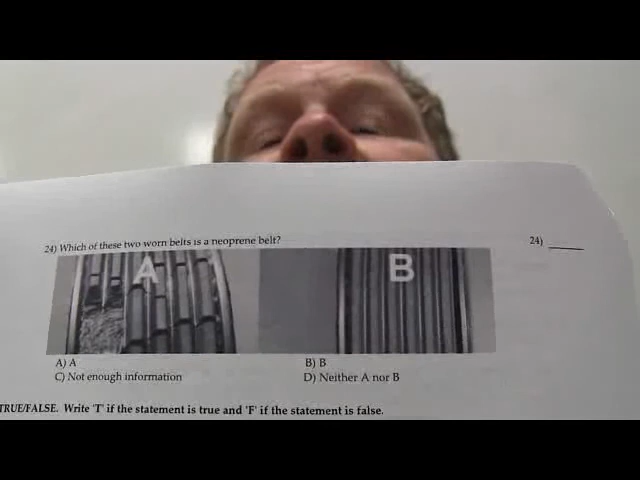 24) Which of these two worn belts is a neoprene belt?
24) ______
A
B
A) A
B) B
C) Not enough information
D) Neither A nor B
TRUE/FALSE. Write 'T' if the statement is true and 'F' if the statement is false.